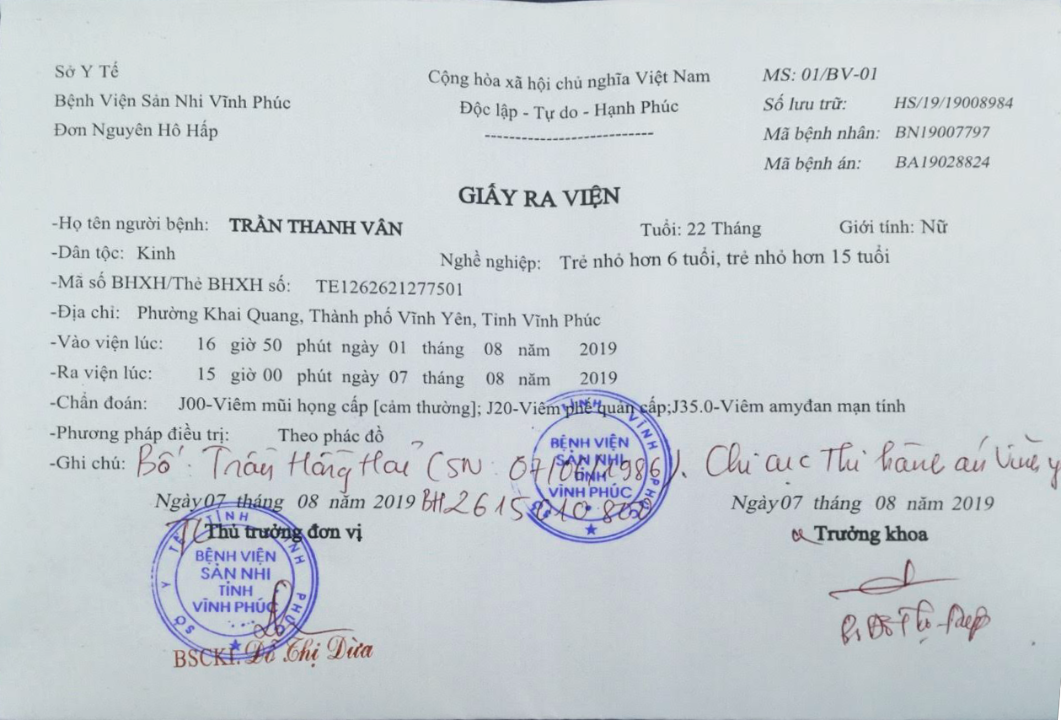 Sở Y Tế
Bệnh Viện Sản Nhi Vĩnh Phúc
Đơn Nguyên Hô Hấp
Cộng hòa xã hội chủ nghĩa Việt Nam
Độc lập - Tự do - Hạnh Phúc
MS: 01/BV-01
Số lưu trữ: HS/19/19008984
Mã bệnh nhân: BN19007797
Mã bệnh án: BA19028824
GIẤY RA VIỆN
-Họ tên người bệnh: TRẦN THANH VÂN Tuổi: 22 Tháng Giới tính: Nữ
-Dân tộc: Kinh Nghề nghiệp: Trẻ nhỏ hơn 6 tuổi, trẻ nhỏ hơn 15 tuổi
-Mã số BHXH/Thẻ BHXH số: TE1262621277501
-Địa chỉ: Phường Khai Quang, Thành phố Vĩnh Yên, Tỉnh Vĩnh Phúc
-Vào viện lúc: 16 giờ 50 phút ngày 01 tháng 08 năm 2019
-Ra viện lúc: 15 giờ 00 phút ngày 07 tháng 08 năm 2019
-Chẩn đoán: J00-Viêm mũi họng cấp [cảm thường]; J20-Viêm phế quản cấp;J35.0-Viêm amyđan mạn tính
-Phương pháp điều trị: Theo phác đồ
-Ghi chú: Bố: Trần Hồng Hải (SN: 07/06/1986). Chi cục Thi hành án Vĩnh y
Ngày 07 tháng 08 năm 2019
Ngày 07 tháng 08 năm 2019
Thủ trưởng đơn vị
Trưởng khoa
BỆNH VIỆN
SẢN NHI
TỈNH
VĨNH PHÚC
SỞ Y TẾ TỈNH VĨNH PHÚC
BỆNH VIỆN
SẢN NHI
TỈNH
VĨNH PHÚC
BSCKI. Đỗ Thị Dừa